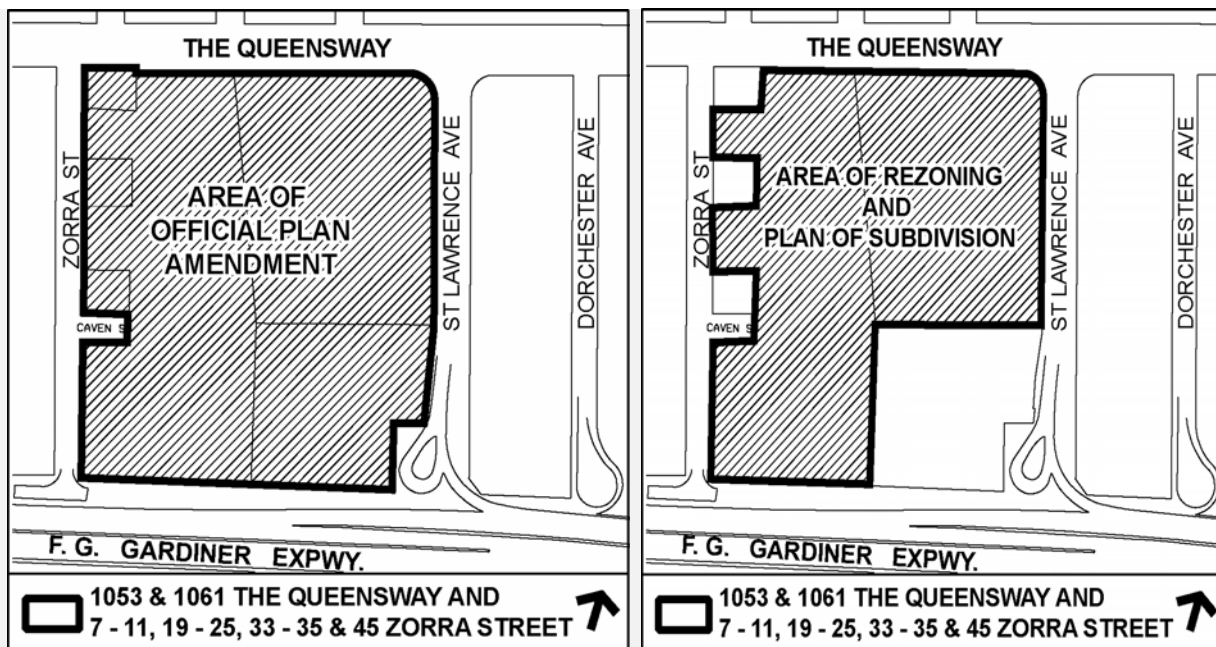 THE QUEENSWAY
ZORRA ST
AREA OF
OFFICIAL PLAN
AMENDMENT
ST LAWRENCE AVE
DORCHESTER AVE
CAVEN S
F. G. GARDINER EXPWY.
1053 & 1061 THE QUEENSWAY AND
7 - 11, 19 - 25, 33 - 35 & 45 ZORRA STREET
THE QUEENSWAY
ZORRA ST
AREA OF REZONING
AND
PLAN OF SUBDIVISION
ST LAWRENCE AVE
DORCHESTER AVE
CAVEN S
F. G. GARDINER EXPWY.
1053 & 1061 THE QUEENSWAY AND
7 - 11, 19 - 25, 33 - 35 & 45 ZORRA STREET